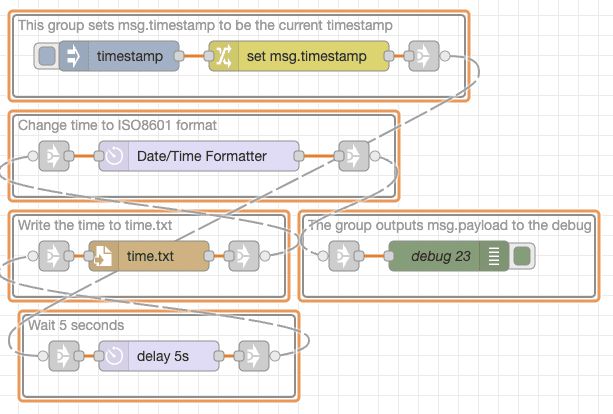 This group sets msg.timestamp to be the current timestamp
timestamp
set msg.timestamp
Change time to ISO8601 format
Date/Time Formatter
Write the time to time.txt
time.txt
The group outputs msg.payload to the debug
debug 23
Wait 5 seconds
delay 5s